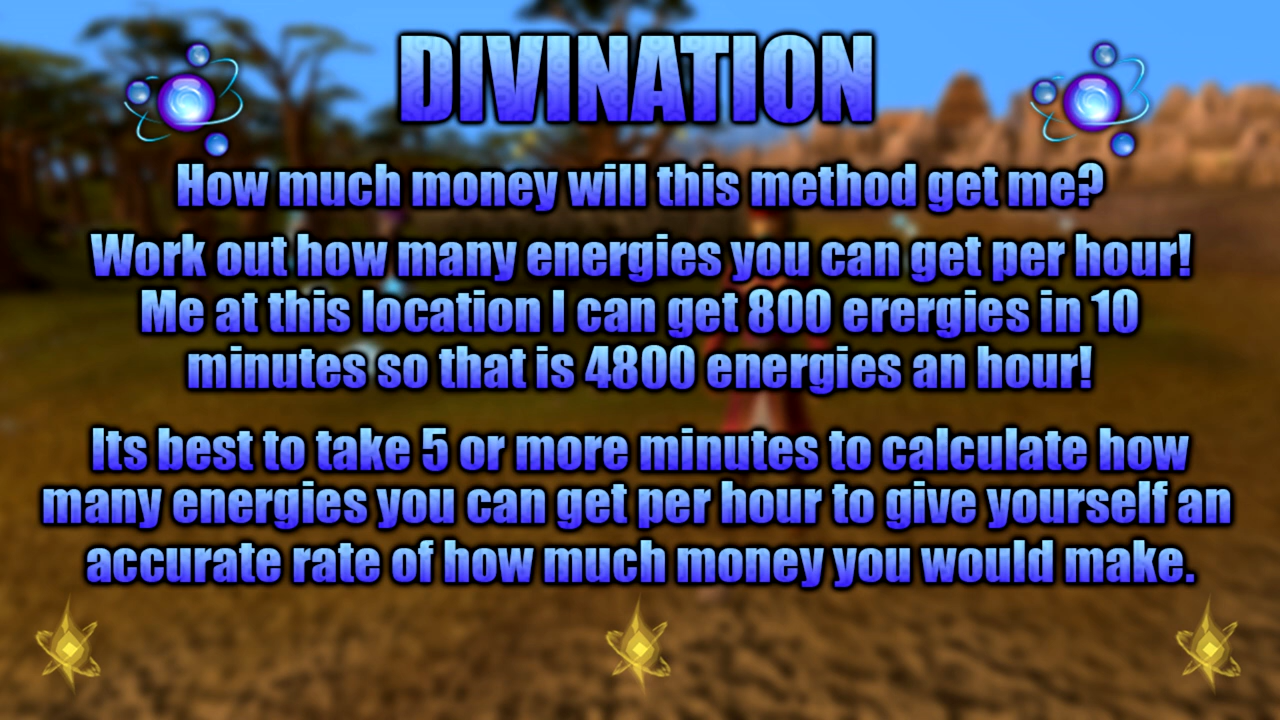 DIVINATION
How much money will this method get me?
Work out how many energies you can get per hour!
Me at this location I can get 800 erergies in 10
minutes so that is 4800 energies an hour!
Its best to take 5 or more minutes to calculate how
many energies you can get per hour to give yourself an
accurate rate of how much money you would make.